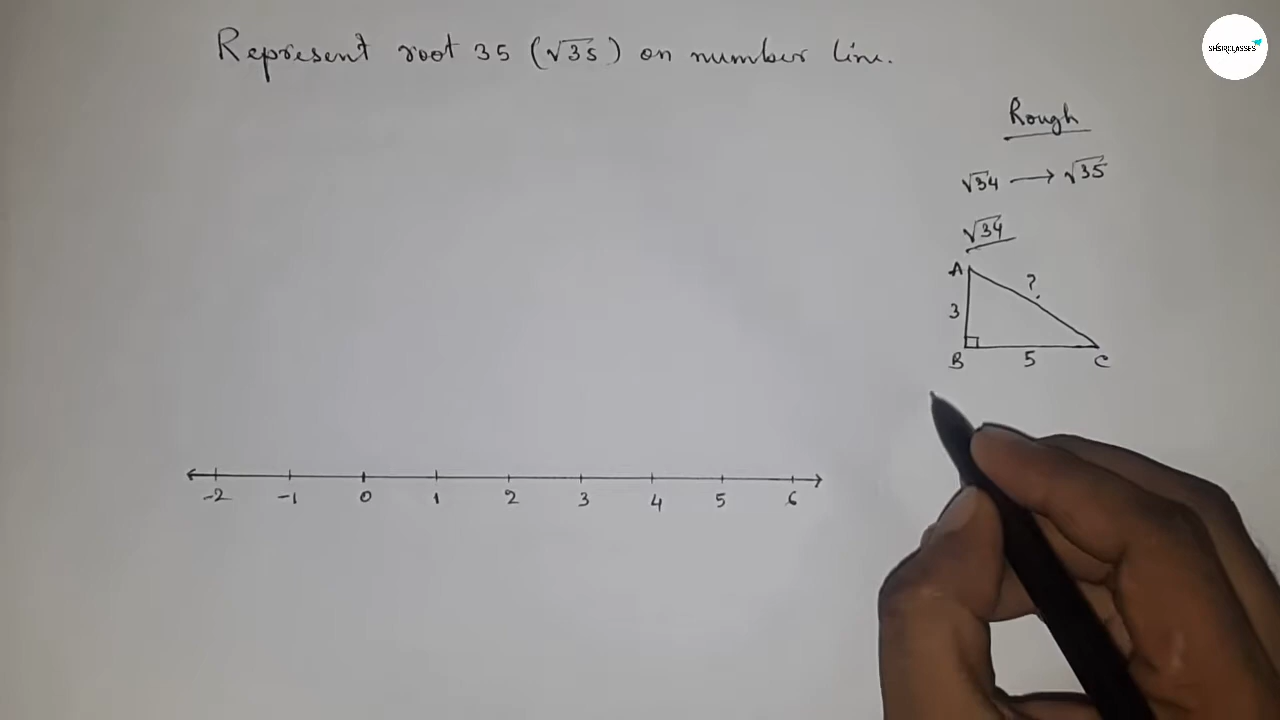 Represent root 35 (√35) on number line.
SHSIRCLASSES
Rough
√34 → √35
√34
A
?
3
B 5 C
-2 -1 0 1 2 3 4 5 6